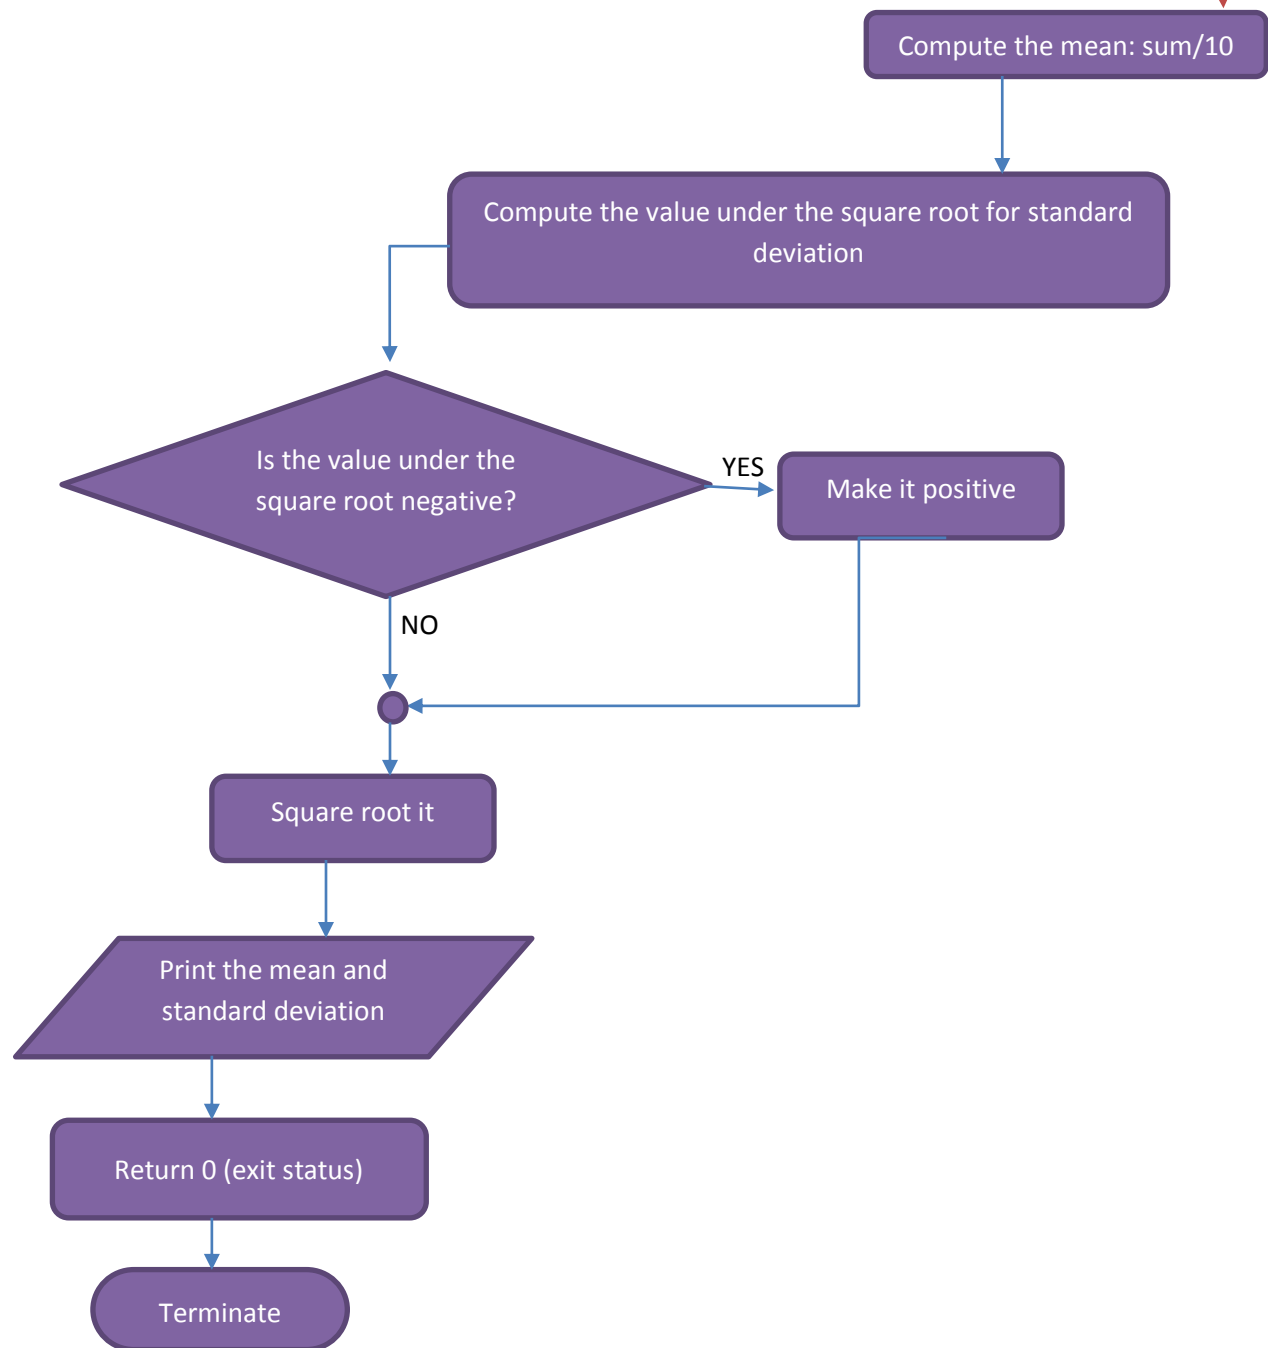 Compute the mean: sum/10
Compute the value under the square root for standard
deviation
Is the value under the
square root negative?
YES
Make it positive
NO
Square root it
Print the mean and
standard deviation
Return 0 (exit status)
Terminate